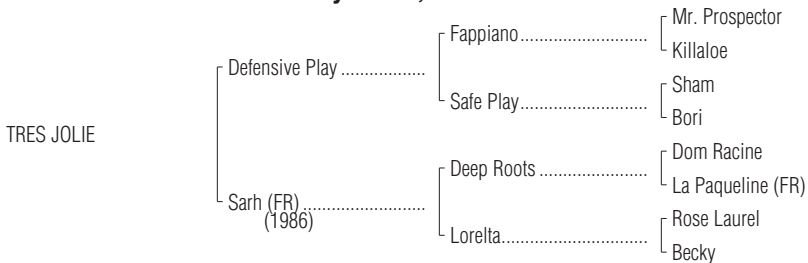 Mr. Prospector
Fappiano
Killaloe
Defensive Play
Sham
Safe Play
Bori
TRES JOLIE
Dom Racine
Deep Roots
La Paqueline (FR)
Sarh (FR)
(1986)
Rose Laurel
Lorelta
Becky